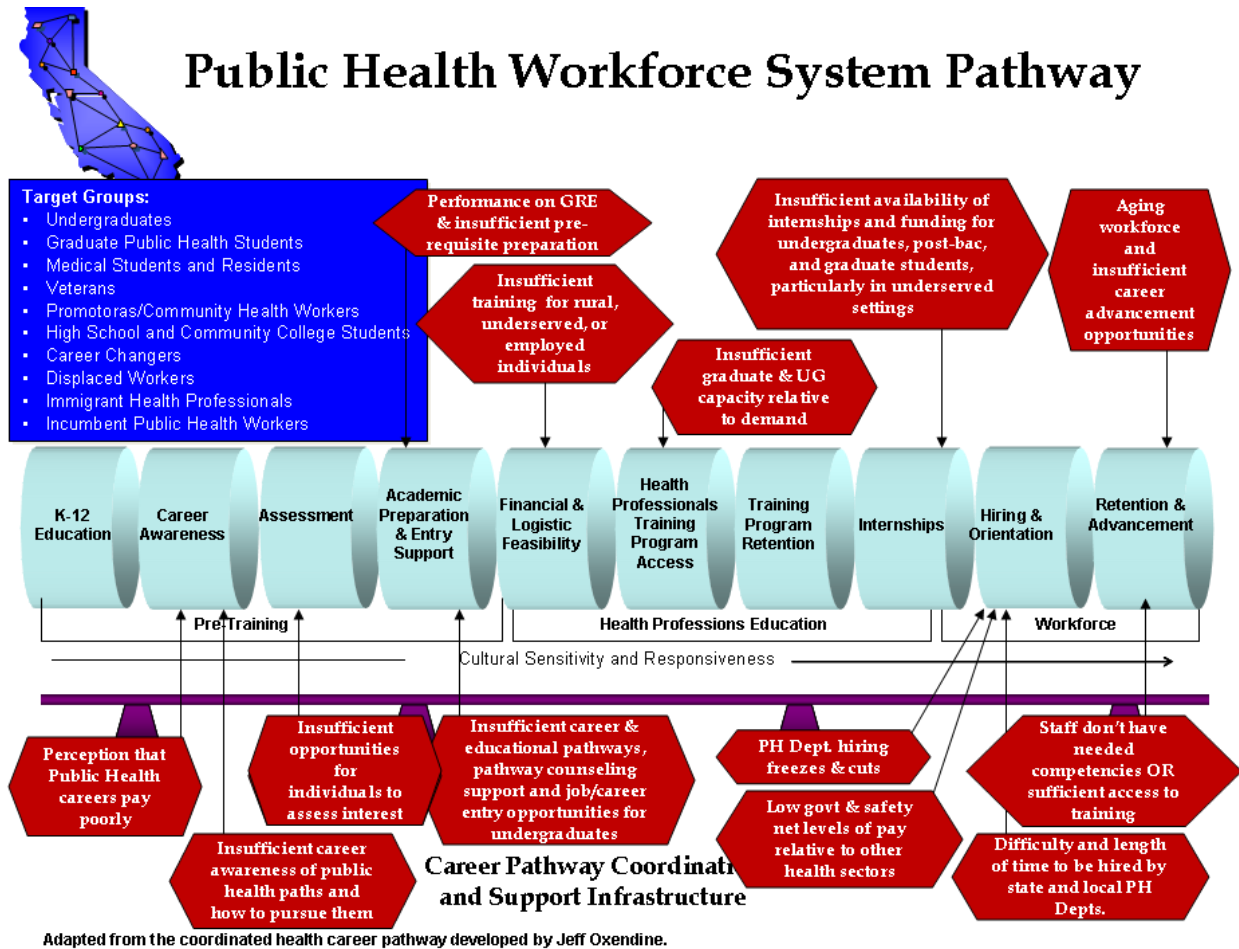 Public Health Workforce System Pathway
Target Groups:
▪ Undergraduates
▪ Graduate Public Health Students
▪ Medical Students and Residents
▪ Veterans
▪ Promotoras/Community Health Workers
▪ High School and Community College Students
▪ Career Changers
▪ Displaced Workers
▪ Immigrant Health Professionals
▪ Incumbent Public Health Workers
Performance on GRE
& insufficient pre-
requisite preparation
Insufficient
training for rural,
underserved, or
employed
individuals
Insufficient
graduate & UG
capacity relative
to demand
Insufficient availability of
internships and funding for
undergraduates, post-bac,
and graduate students,
particularly in underserved
settings
Aging
workforce
and
insufficient
career
advancement
opportunities
K-12
Education
Career
Awareness
Assessment
Academic
Preparation
& Entry
Support
Financial &
Logistic
Feasibility
Health
Professionals
Training
Program
Access
Training
Program
Retention
Internships
Hiring &
Orientation
Retention &
Advancement
Pre-Training
Health Professions Education
Workforce
Cultural Sensitivity and Responsiveness
Perception that
Public Health
careers pay
poorly
Insufficient career
awareness of public
health paths and
how to pursue them
Insufficient
opportunities
for
individuals to
assess interest
Insufficient career &
educational pathways,
pathway counseling
support and job/career
entry opportunities for
undergraduates
PH Dept. hiring
freezes & cuts
Low govt & safety
net levels of pay
relative to other
health sectors
Staff don't have
needed
competencies OR
sufficient access to
training
Difficulty and length
of time to be hired by
state and local PH
Depts.
Career Pathway
and Support Infrastructure
Adapted from the coordinated health career pathway developed by Jeff Oxendine.